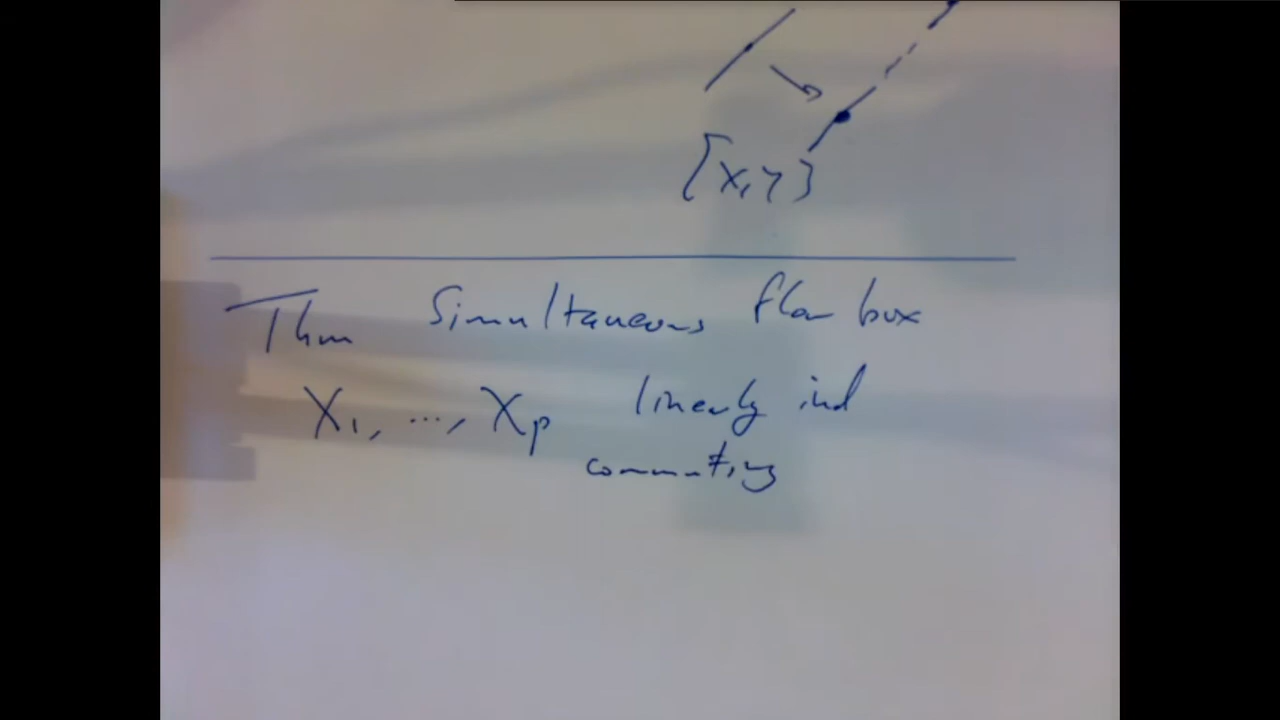 [X,Y]
Thm Simultaneous flow box
X₁, ..., Xₚ linearly ind
commuting